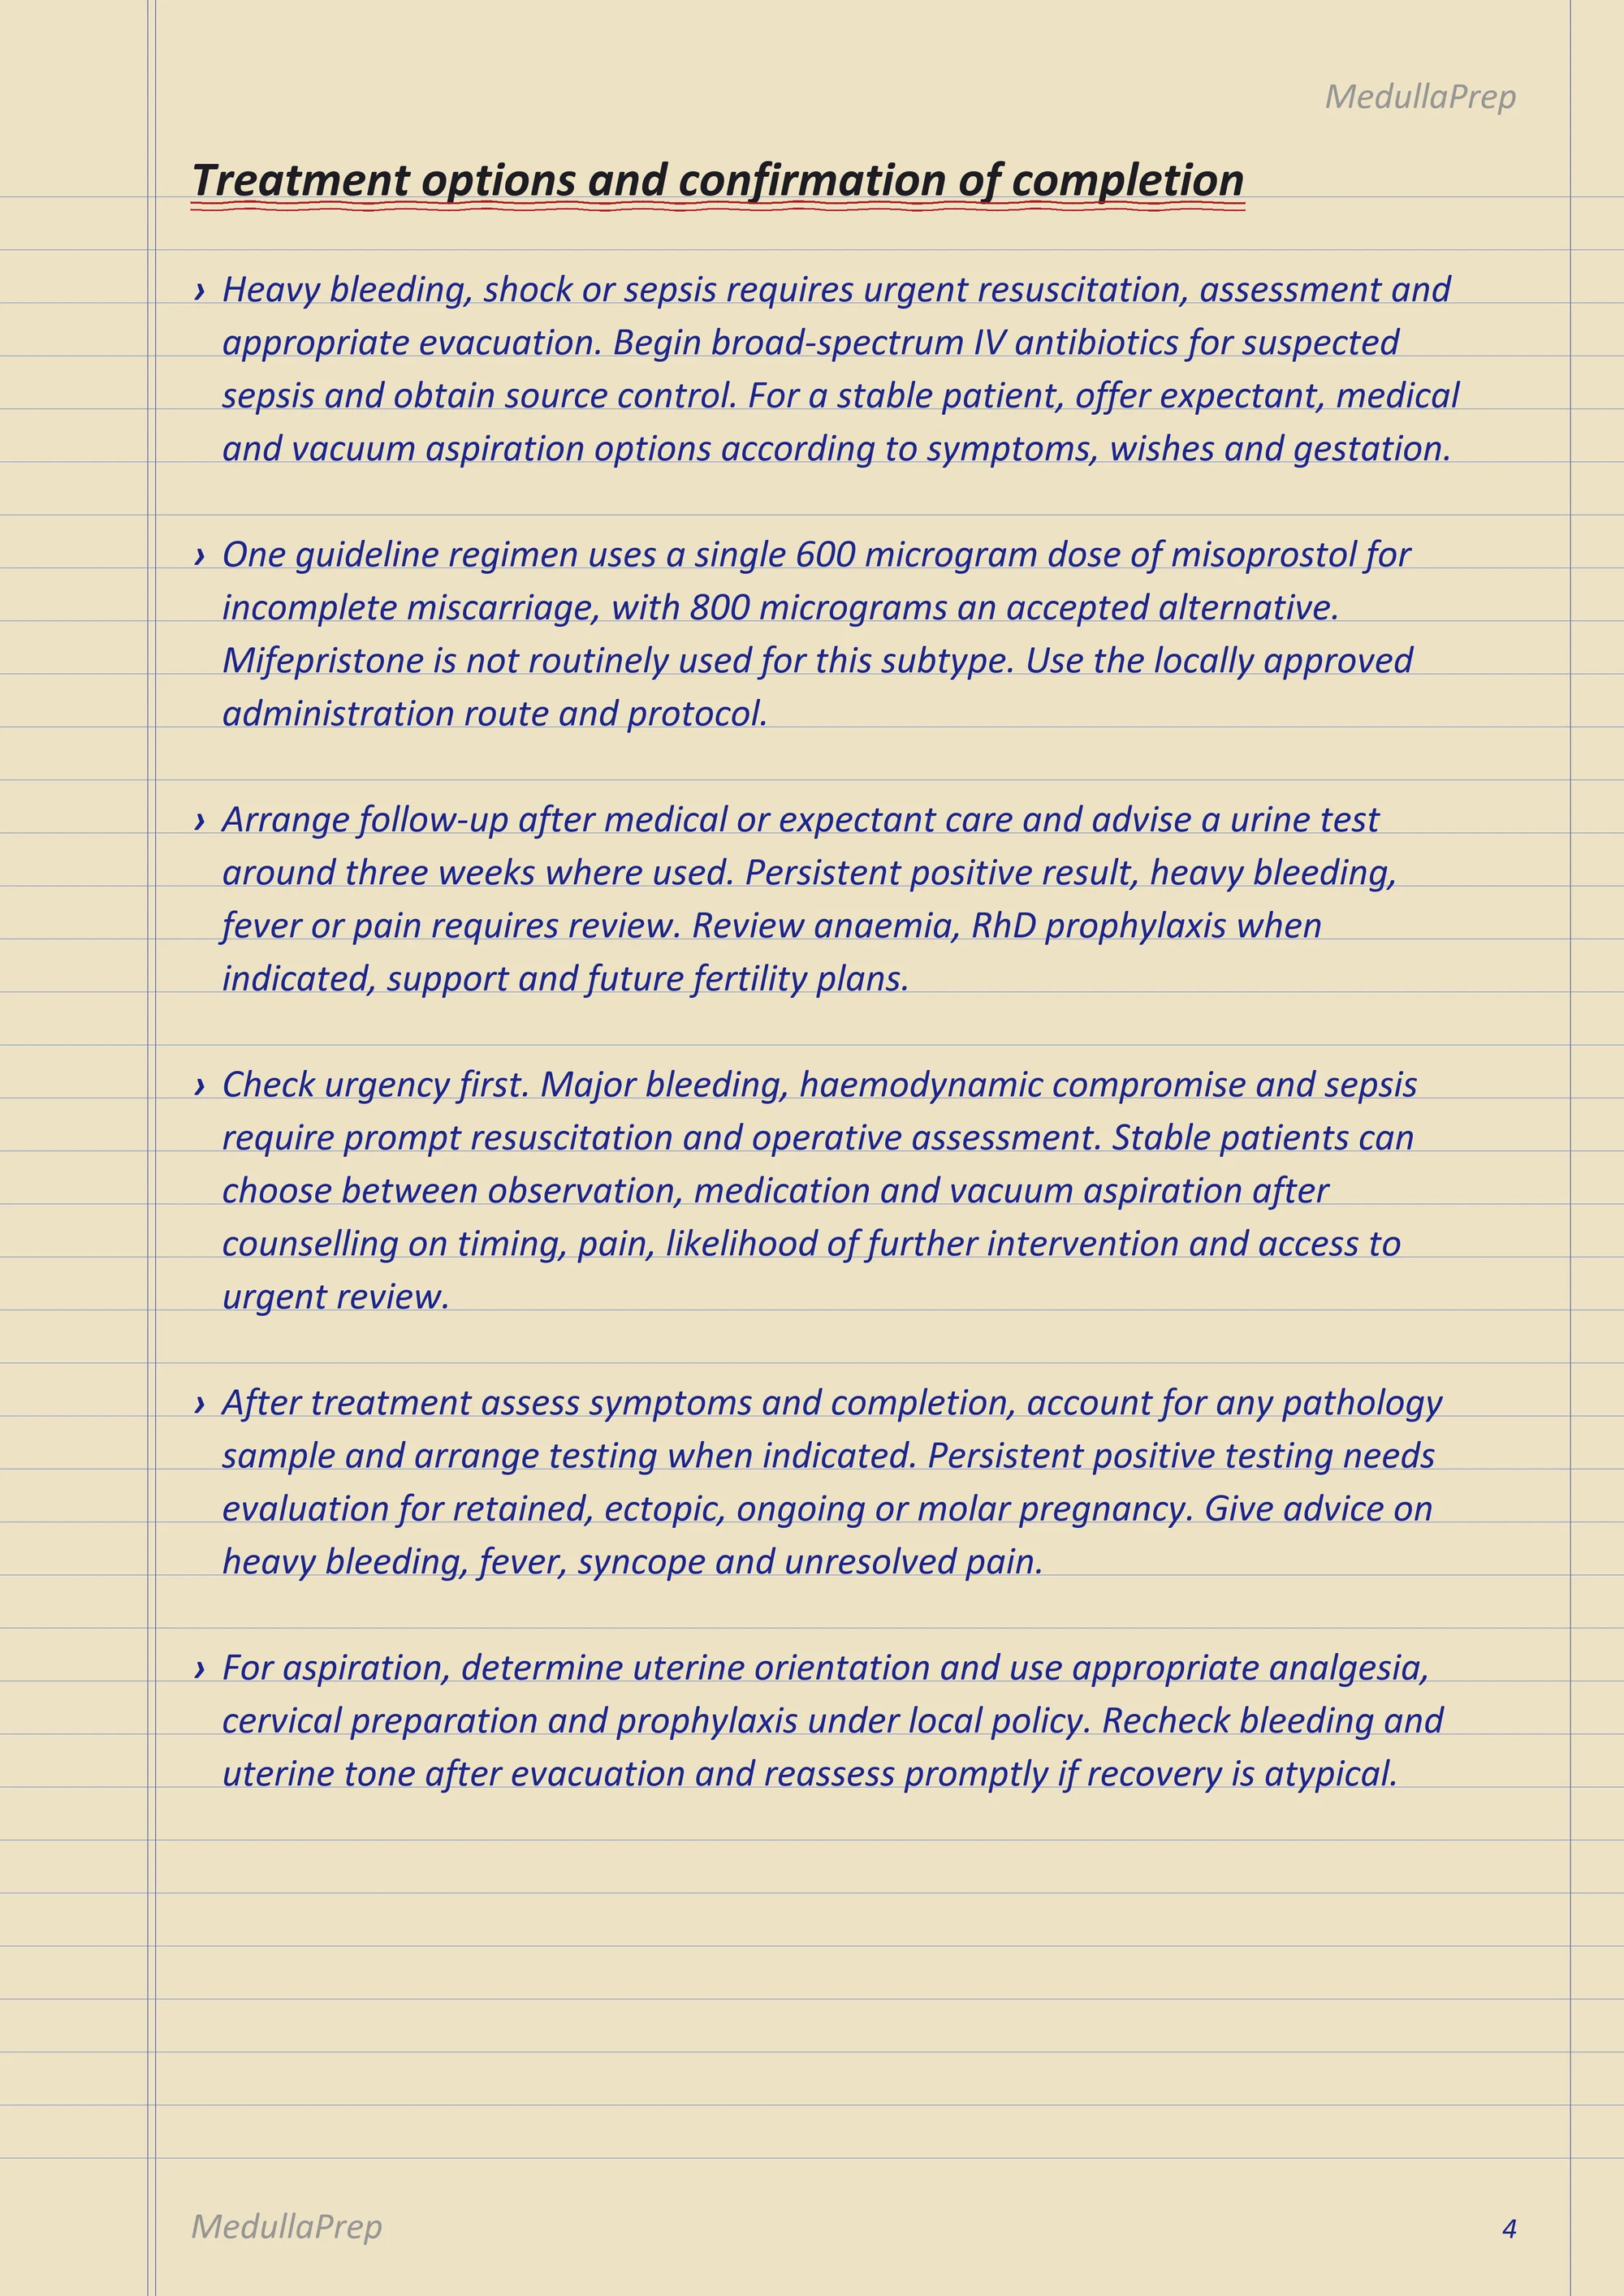 MedullaPrep
Treatment options and confirmation of completion
› Heavy bleeding, shock or sepsis requires urgent resuscitation, assessment and
appropriate evacuation. Begin broad-spectrum IV antibiotics for suspected
sepsis and obtain source control. For a stable patient, offer expectant, medical
and vacuum aspiration options according to symptoms, wishes and gestation.
› One guideline regimen uses a single 600 microgram dose of misoprostol for
incomplete miscarriage, with 800 micrograms an accepted alternative.
Mifepristone is not routinely used for this subtype. Use the locally approved
administration route and protocol.
› Arrange follow-up after medical or expectant care and advise a urine test
around three weeks where used. Persistent positive result, heavy bleeding,
fever or pain requires review. Review anaemia, RhD prophylaxis when
indicated, support and future fertility plans.
› Check urgency first. Major bleeding, haemodynamic compromise and sepsis
require prompt resuscitation and operative assessment. Stable patients can
choose between observation, medication and vacuum aspiration after
counselling on timing, pain, likelihood of further intervention and access to
urgent review.
› After treatment assess symptoms and completion, account for any pathology
sample and arrange testing when indicated. Persistent positive testing needs
evaluation for retained, ectopic, ongoing or molar pregnancy. Give advice on
heavy bleeding, fever, syncope and unresolved pain.
› For aspiration, determine uterine orientation and use appropriate analgesia,
cervical preparation and prophylaxis under local policy. Recheck bleeding and
uterine tone after evacuation and reassess promptly if recovery is atypical.
MedullaPrep
4